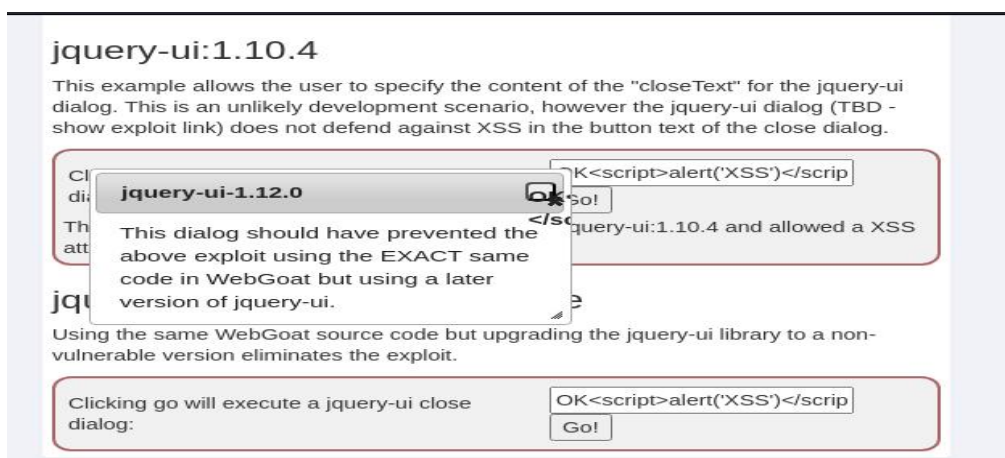 jquery-ui:1.10.4
This example allows the user to specify the content of the "closeText" for the jquery-ui
dialog. This is an unlikely development scenario, however the jquery-ui dialog (TBD -
show exploit link) does not defend against XSS in the button text of the close dialog.
OK<script>alert('XSS')</scrip
Go!
jquery-ui:1.10.4 and allowed a XSS
jquery-ui-1.12.0
OK
This dialog should have prevented the
above exploit using the EXACT same
code in WebGoat but using a later
version of jquery-ui.
Using the same WebGoat source code but upgrading the jquery-ui library to a non-
vulnerable version eliminates the exploit.
Clicking go will execute a jquery-ui close
dialog:
OK<script>alert('XSS')</scrip
Go!